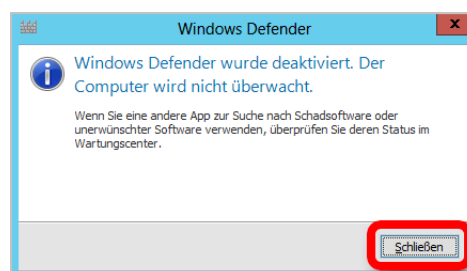 Windows Defender
Windows Defender wurde deaktiviert. Der
Computer wird nicht überwacht.
Wenn Sie eine andere App zur Suche nach Schadsoftware oder
unerwünschter Software verwenden, überprüfen Sie deren Status im
Wartungscenter.
Schließen